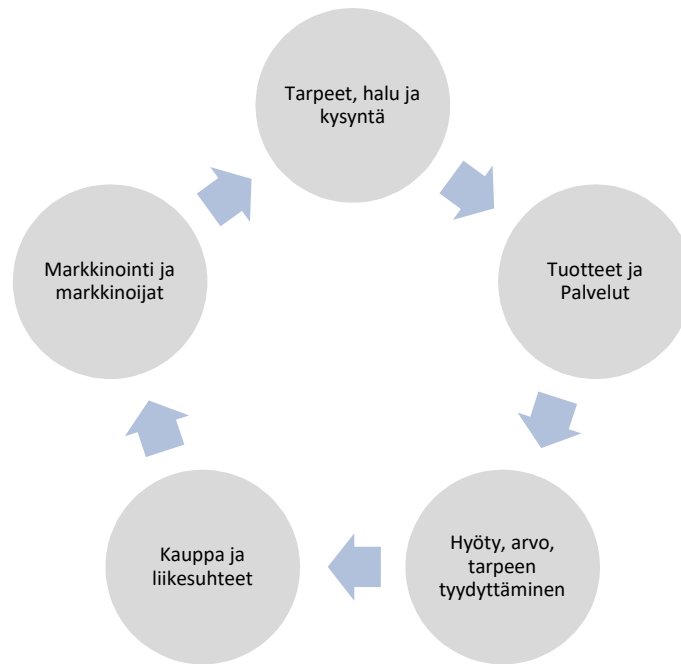 Tarpeet, halu ja
kysyntä
Tuotteet ja
Palvelut
Hyöty, arvo,
tarpeen
tyydyttäminen
Kauppa ja
liikesuhteet
Markkinointi ja
markkinoijat